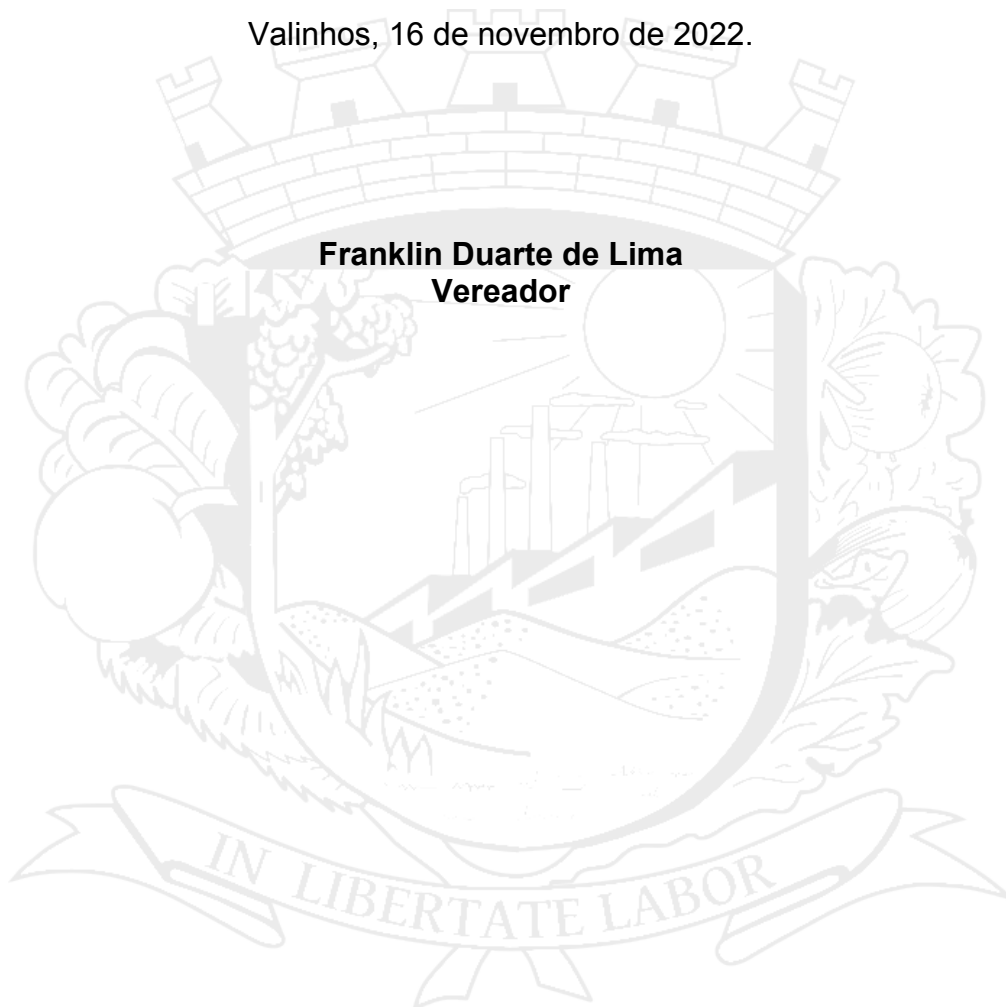 Valinhos, 16 de novembro de 2022.
Franklin Duarte de Lima
Vereador
IN LIBERTATE LABOR